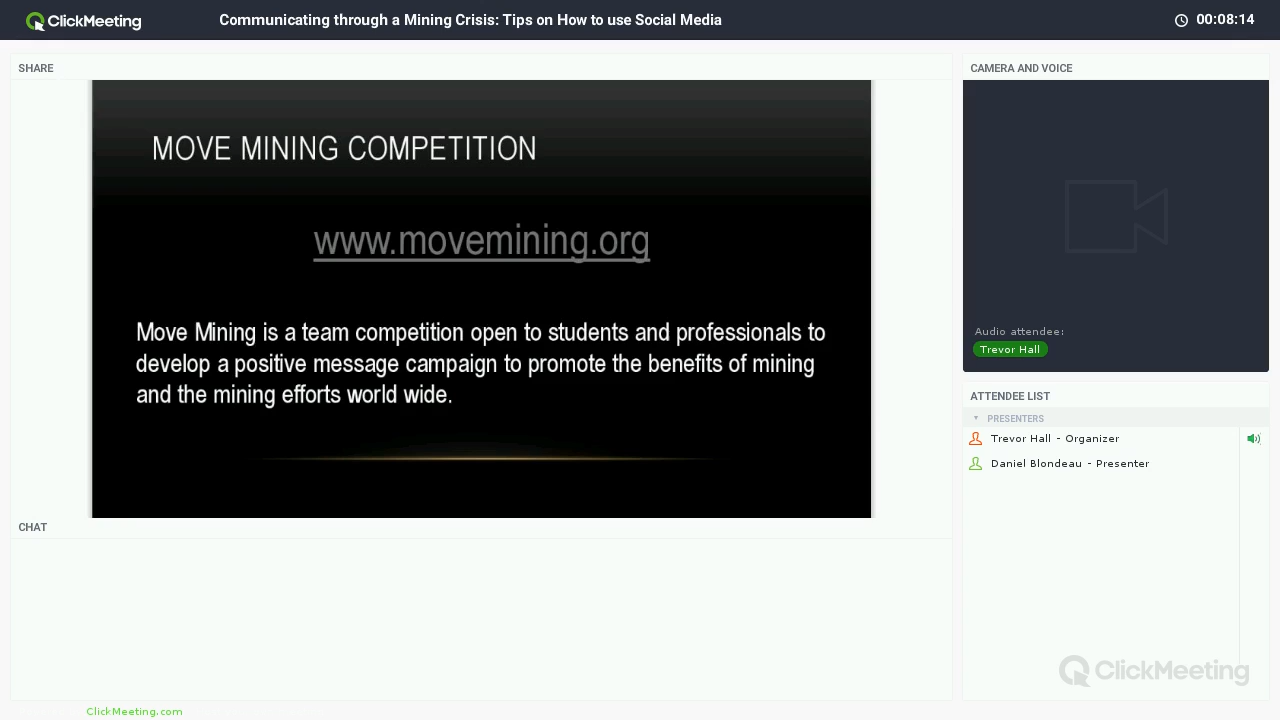 ClickMeeting
Communicating through a Mining Crisis: Tips on How to use Social Media
00:08:14
SHARE
MOVE MINING COMPETITION
www.movemining.org
Move Mining is a team competition open to students and professionals to
develop a positive message campaign to promote the benefits of mining
and the mining efforts world wide.
CHAT
CAMERA AND VOICE
Audio attendee:
Trevor Hall
ATTENDEE LIST
PRESENTERS
Trevor Hall - Organizer
Daniel Blondeau - Presenter
ClickMeeting
ClickMeeting.com